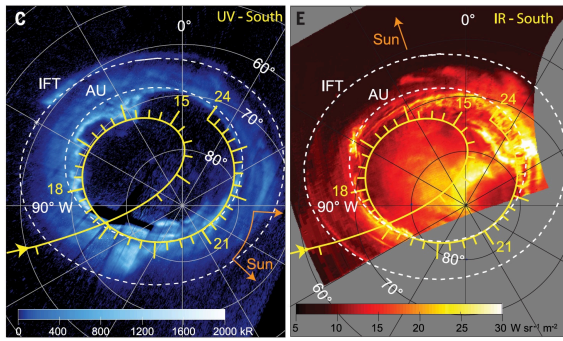 C
UV - South
0°
60°
IFT
AU
15
24
70°
80°
18
90° W
21
Sun
0
400
800
1200
1600
2000 kR
E
Sun
0°
IR - South
IFT
AU
15
24
70°
18
90° W
21
80°
60°
5
10
15
20
25
30
W sr⁻¹ m⁻²